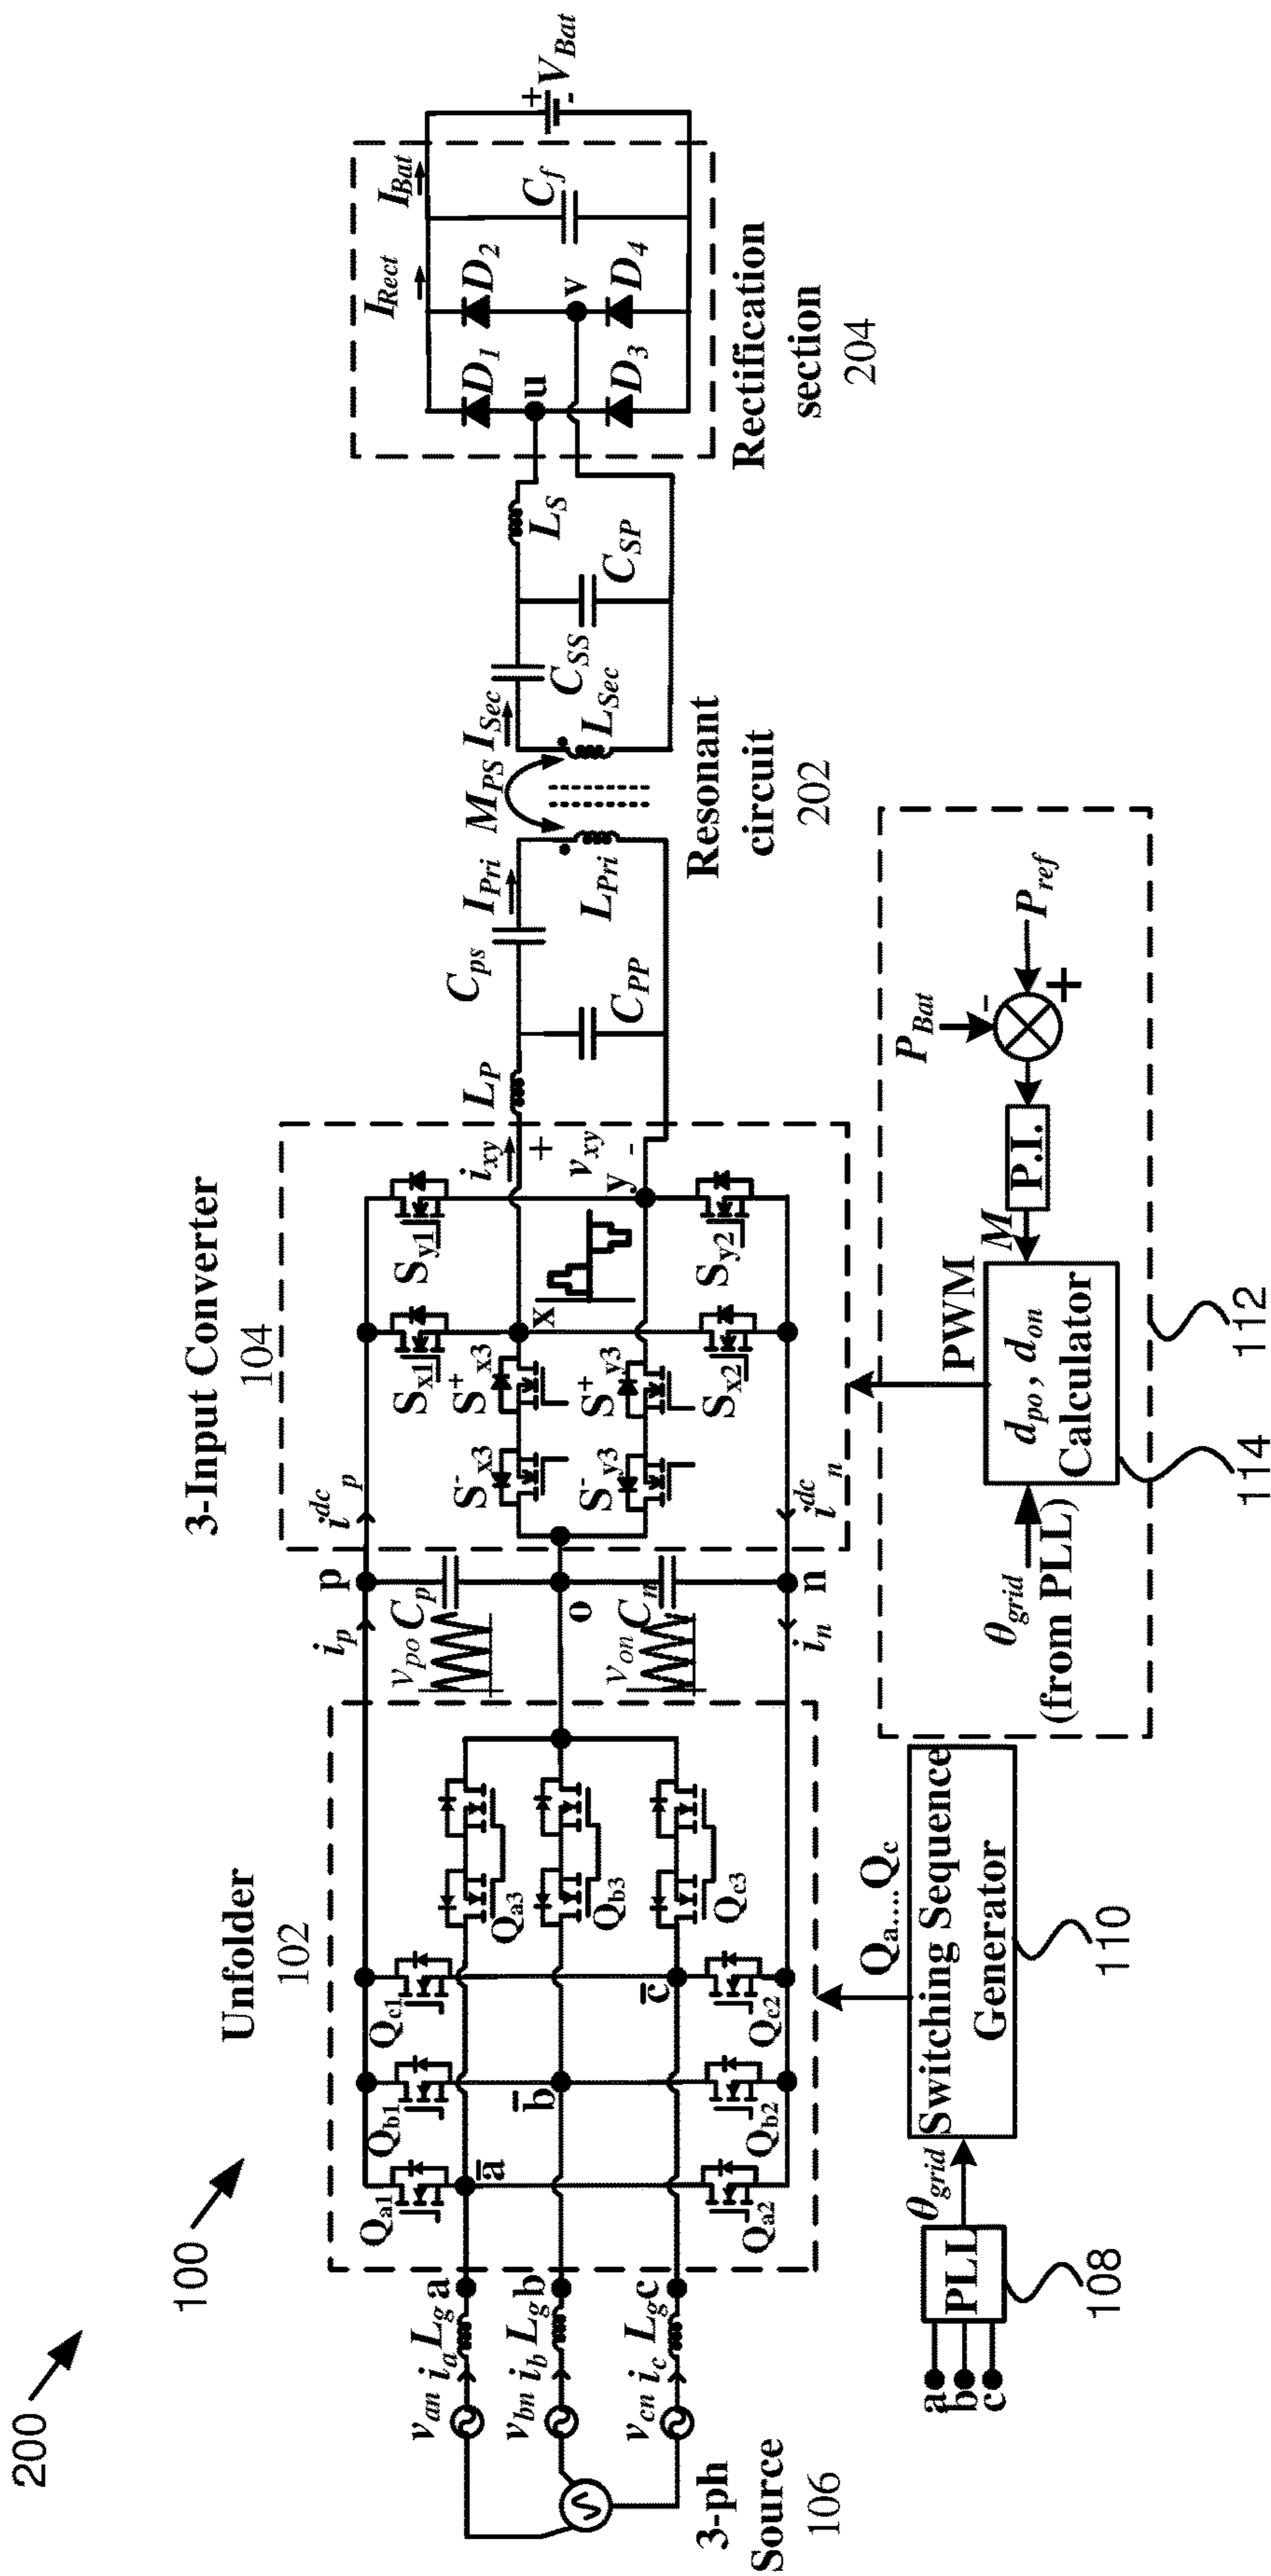 200
100
Unfolder
102
3-Input Converter
104
3-ph
Source
106
v_an i_a L_g a
v_bn i_b L_g b
v_cn i_c L_g c
Q_a1
Q_b1
Q_c1
a̅
b̅
c̅
Q_a3
Q_b3
Q_c3
Q_a2
Q_b2
Q_c2
i_p
p
v_po C_p
o
v_on C_n
i_n
n
i^dc_p
i^dc_n
S_x1
S_y1
S^-_x3
S^+_x3
S^-_y3
S^+_y3
S_x2
S_y2
x
y
i_xy
+
v_xy
-
L_P
C_ps
I_Pri
C_PP
L_Pri
M_PS
I_Sec
L_Sec
C_SS
C_SP
L_S
Resonant
circuit
202
I_Rect
I_Bat
D_1
D_2
u
v
D_3
D_4
C_f
+
V_Bat
-
Rectification
section
204
a
b
c
PLL
108
θ_grid
Switching Sequence
Generator
110
Q_a....Q_c
θ_grid
(from PLL)
d_po, d_on
Calculator
114
PWM
M
P.I.
P_Bat
-
+
P_ref
112